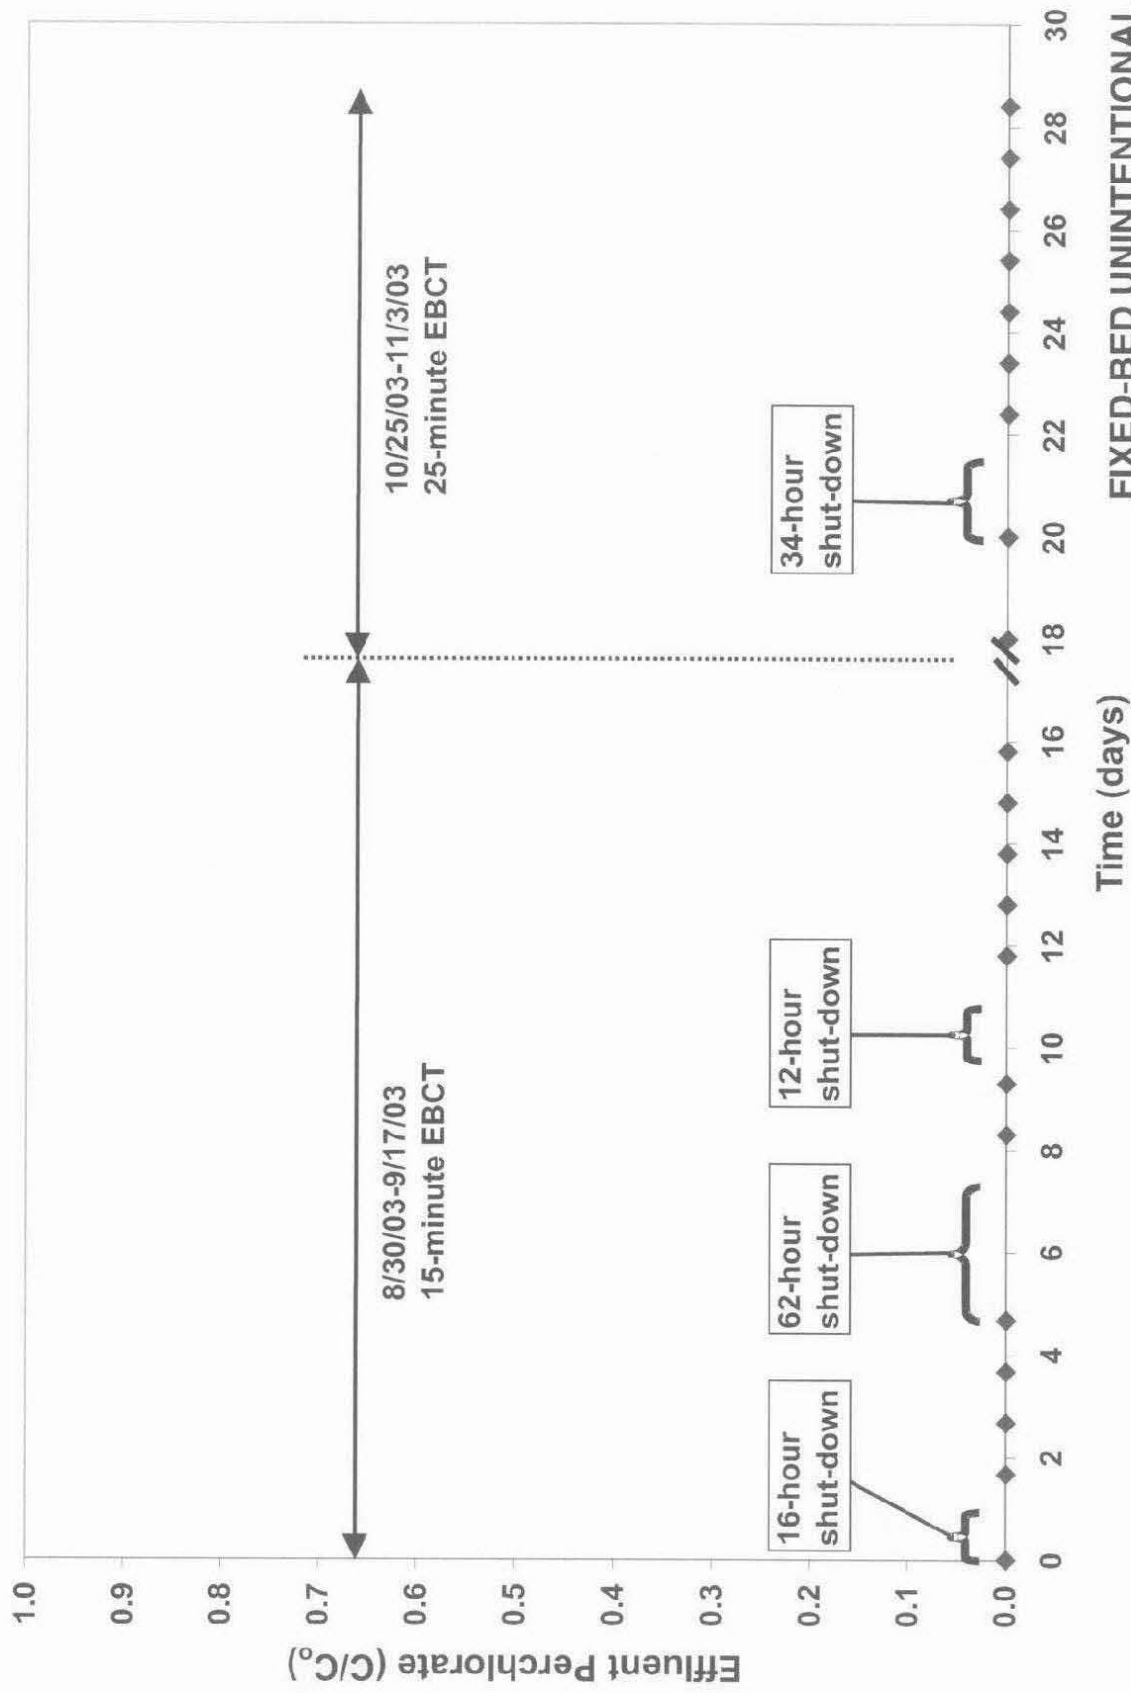 Effluent Perchlorate (C/Cₒ)
1.0
0.9
0.8
0.7
0.6
0.5
0.4
0.3
0.2
0.1
0.0
8/30/03-9/17/03
15-minute EBCT
10/25/03-11/3/03
25-minute EBCT
16-hour
shut-down
62-hour
shut-down
12-hour
shut-down
34-hour
shut-down
0 2 4 6 8 10 12 14 16 18 20 22 24 26 28 30
Time (days)
FIXED-BED UNINTENTIONAL